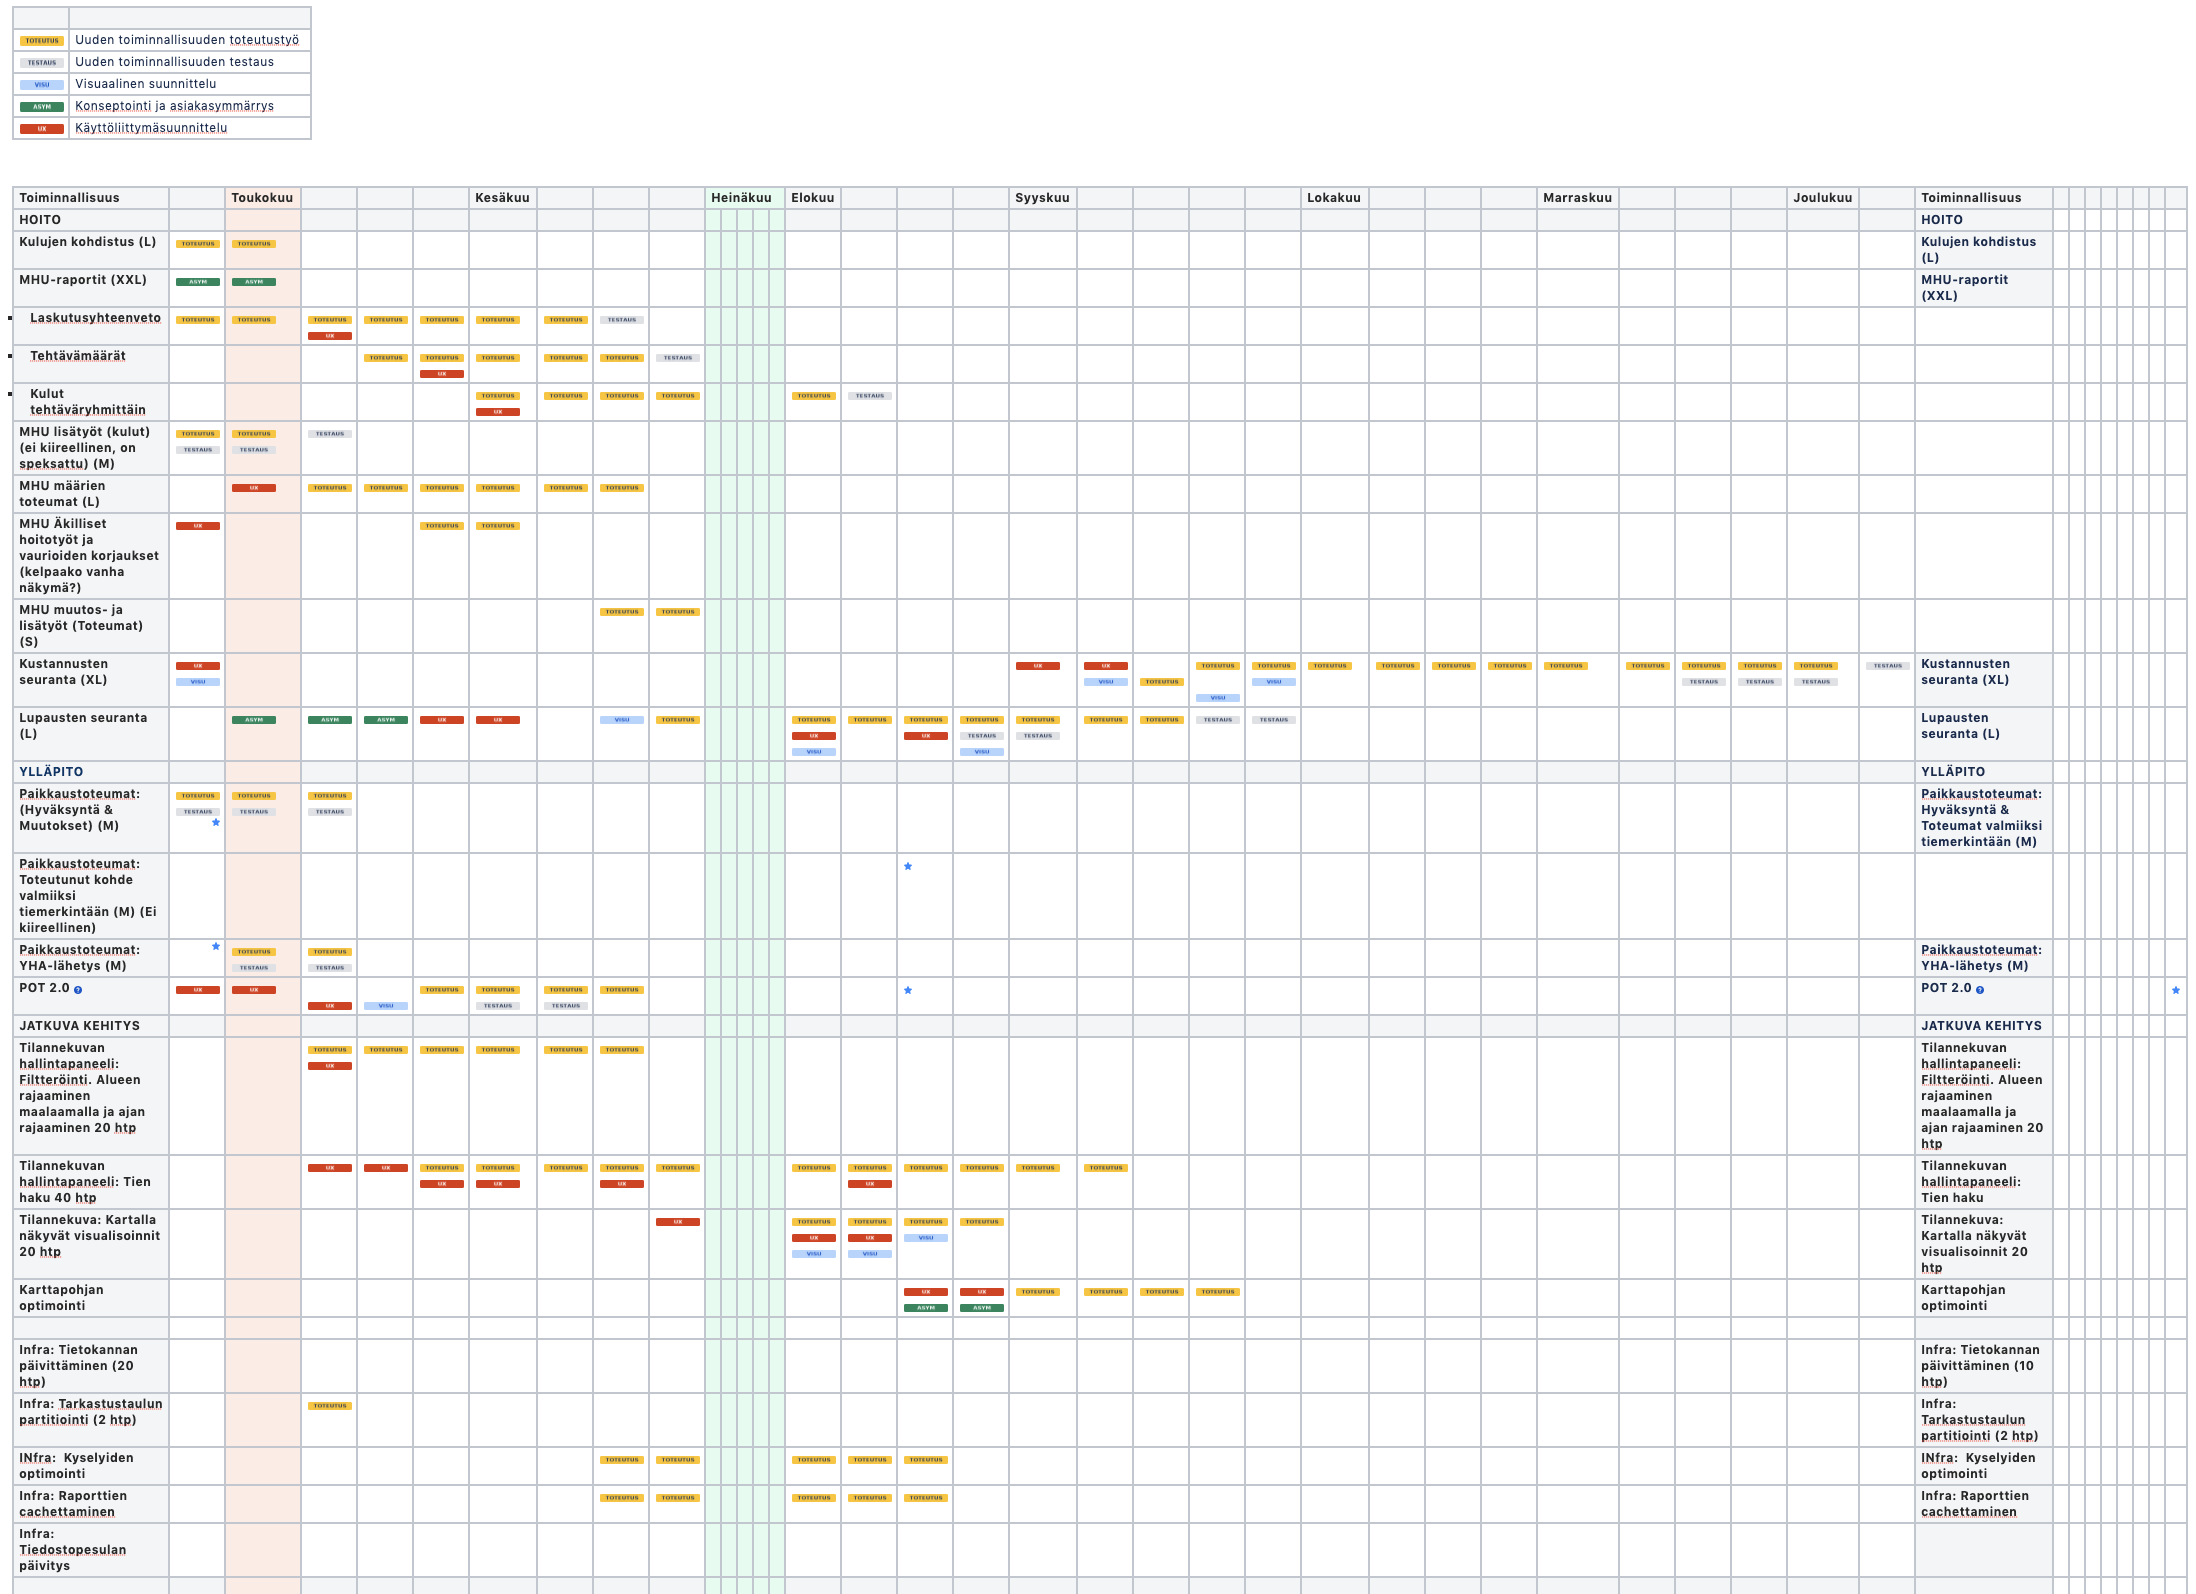 TOTEUTUS Uuden toiminnallisuuden toteutustyö
TESTAUS Uuden toiminnallisuuden testaus
VISU Visuaalinen suunnittelu
ASYM Konseptointi ja asiakasymmärrys
UX Käyttöliittymäsuunnittelu
Toiminnallisuus Toukokuu Kesäkuu Heinäkuu Elokuu Syyskuu Lokakuu Marraskuu Joulukuu Toiminnallisuus
HOITO HOITO
Kulujen kohdistus (L) TOTEUTUS TOTEUTUS Kulujen kohdistus
(L)
MHU-raportit (XXL) ASYM ASYM MHU-raportit
(XXL)
Laskutusyhteenveto TOTEUTUS TOTEUTUS TOTEUTUS TOTEUTUS TOTEUTUS TOTEUTUS TOTEUTUS TESTAUS
UX
Tehtävämäärät TOTEUTUS TOTEUTUS TOTEUTUS TOTEUTUS TOTEUTUS TESTAUS
UX
Kulut TOTEUTUS TOTEUTUS TOTEUTUS TOTEUTUS TOTEUTUS TESTAUS
tehtäväryhmittäin UX
MHU lisätyöt (kulut) TOTEUTUS TOTEUTUS TESTAUS
(ei kiireellinen, on TESTAUS TESTAUS
speksattu) (M)
MHU määrien UX TOTEUTUS TOTEUTUS TOTEUTUS TOTEUTUS TOTEUTUS TOTEUTUS
toteumat (L)
MHU Äkilliset UX TOTEUTUS TOTEUTUS
hoitotyöt ja
vaurioiden korjaukset
(kelpaako vanha
näkymä?)
MHU muutos- ja TOTEUTUS TOTEUTUS
lisätyöt (Toteumat)
(S)
Kustannusten UX UX UX TOTEUTUS TOTEUTUS TOTEUTUS TOTEUTUS TOTEUTUS TOTEUTUS TOTEUTUS TOTEUTUS TOTEUTUS TOTEUTUS TOTEUTUS TESTAUS Kustannusten
seuranta (XL) VISU VISU TOTEUTUS VISU TESTAUS TESTAUS TESTAUS seuranta (XL)
VISU
Lupausten seuranta ASYM ASYM ASYM UX UX VISU TOTEUTUS TOTEUTUS TOTEUTUS TOTEUTUS TOTEUTUS TOTEUTUS TOTEUTUS TOTEUTUS TESTAUS TESTAUS Lupausten
(L) UX UX TESTAUS TESTAUS seuranta (L)
VISU VISU
YLLÄPITO YLLÄPITO
Paikkaustoteumat: TOTEUTUS TOTEUTUS TOTEUTUS Paikkaustoteumat:
(Hyväksyntä & TESTAUS TESTAUS TESTAUS Hyväksyntä &
Muutokset) (M) Toteumat valmiiksi
tiemerkintään (M)
Paikkaustoteumat:
Toteutunut kohde
valmiiksi
tiemerkintään (M) (Ei
kiireellinen)
Paikkaustoteumat: TOTEUTUS TOTEUTUS Paikkaustoteumat:
YHA-lähetys (M) TESTAUS TESTAUS YHA-lähetys (M)
POT 2.0 ? UX UX TOTEUTUS TOTEUTUS TOTEUTUS TOTEUTUS POT 2.0 ?
UX VISU TESTAUS TESTAUS
JATKUVA KEHITYS JATKUVA KEHITYS
Tilannekuvan TOTEUTUS TOTEUTUS TOTEUTUS TOTEUTUS TOTEUTUS TOTEUTUS Tilannekuvan
hallintapaneeli: UX hallintapaneeli:
Filtteröinti. Alueen Filtteröinti. Alueen
rajaaminen rajaaminen
maalaamalla ja ajan maalaamalla ja
rajaaminen 20 htp ajan rajaaminen 20
htp
Tilannekuvan UX UX TOTEUTUS TOTEUTUS TOTEUTUS TOTEUTUS TOTEUTUS TOTEUTUS TOTEUTUS TOTEUTUS TOTEUTUS TOTEUTUS TOTEUTUS Tilannekuvan
hallintapaneeli: Tien UX UX UX UX hallintapaneeli:
haku 40 htp Tien haku
Tilannekuva: Kartalla UX TOTEUTUS TOTEUTUS TOTEUTUS TOTEUTUS Tilannekuva:
näkyvät visualisoinnit UX UX VISU Kartalla näkyvät
20 htp VISU VISU visualisoinnit 20
htp
Karttapohjan UX UX TOTEUTUS TOTEUTUS TOTEUTUS TOTEUTUS Karttapohjan
optimointi ASYM ASYM optimointi
Infra: Tietokannan Infra: Tietokannan
päivittäminen (20 päivittäminen (10
htp) htp)
Infra: Tarkastustaulun TOTEUTUS Infra:
partitiointi (2 htp) Tarkastustaulun
partitiointi (2 htp)
INfra: Kyselyiden TOTEUTUS TOTEUTUS TOTEUTUS TOTEUTUS TOTEUTUS INfra: Kyselyiden
optimointi optimointi
Infra: Raporttien TOTEUTUS TOTEUTUS TOTEUTUS TOTEUTUS TOTEUTUS Infra: Raporttien
cachettaminen cachettaminen
Infra:
Tiedostopesulan
päivitys